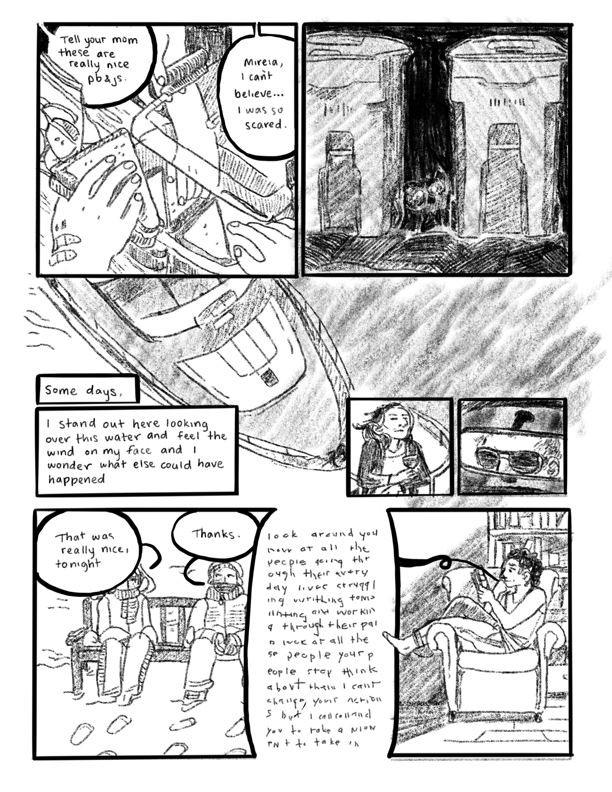 Tell your mom
these are
really nice
pb&js.
Mireia,
I can't
believe...
I was so
scared.
Some days,
I stand out here looking
over this water and feel the
wind on my face and I
wonder what else could have
happened
That was
really nice,
tonight
Thanks.
look around you
now at all the
people going thr
ough their every
day lives struggl
ing writhing
and workin
g through their pai
n look at all the
se people your p
eople stop think
about them I cant
change your action
s but I can
you to take a mom
ent to take in